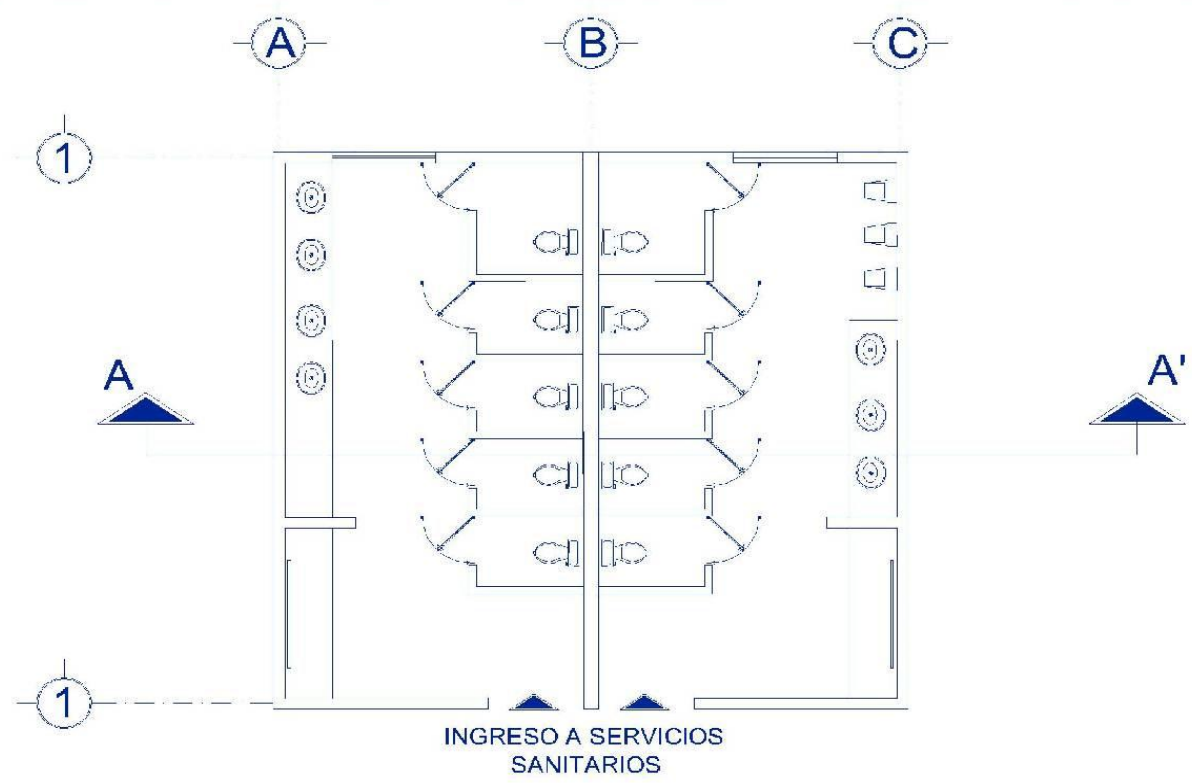 A B C
1
A A'
1
INGRESO A SERVICIOS
SANITARIOS